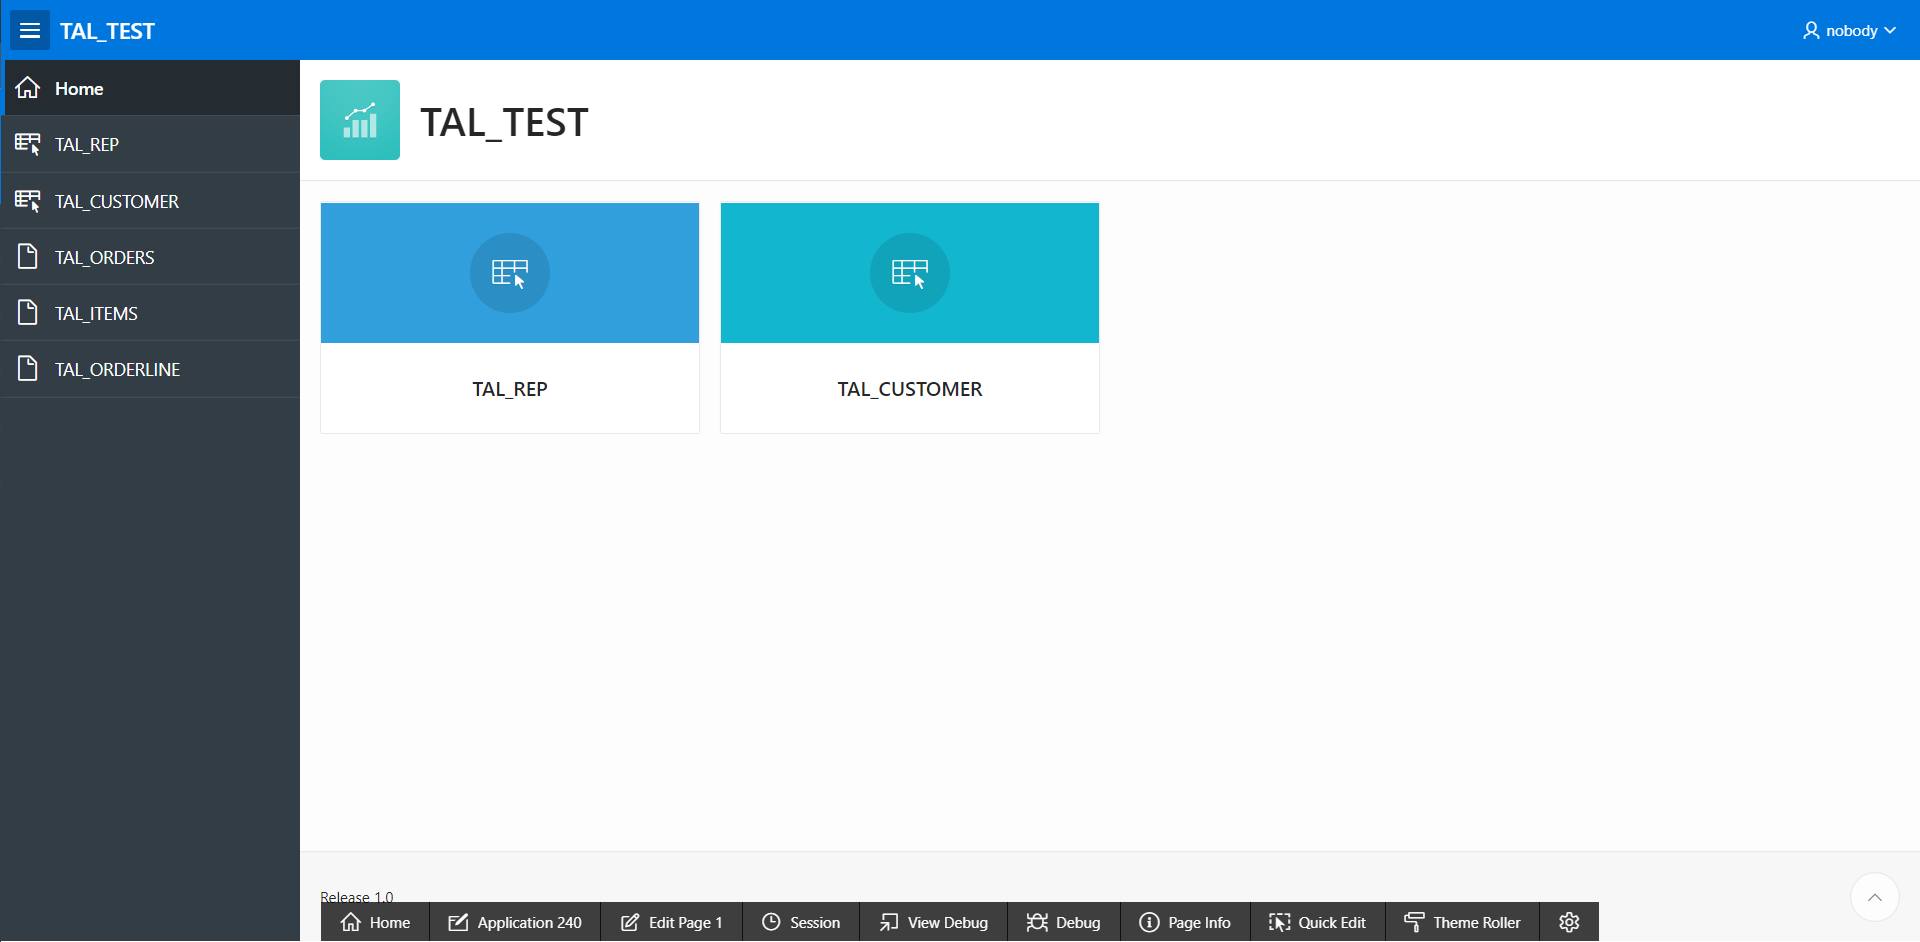 TAL_TEST
nobody
Home
TAL_REP
TAL_CUSTOMER
TAL_ORDERS
TAL_ITEMS
TAL_ORDERLINE
TAL_TEST
TAL_REP
TAL_CUSTOMER
Release 1.0
Home Application 240 Edit Page 1 Session View Debug Debug Page Info Quick Edit Theme Roller